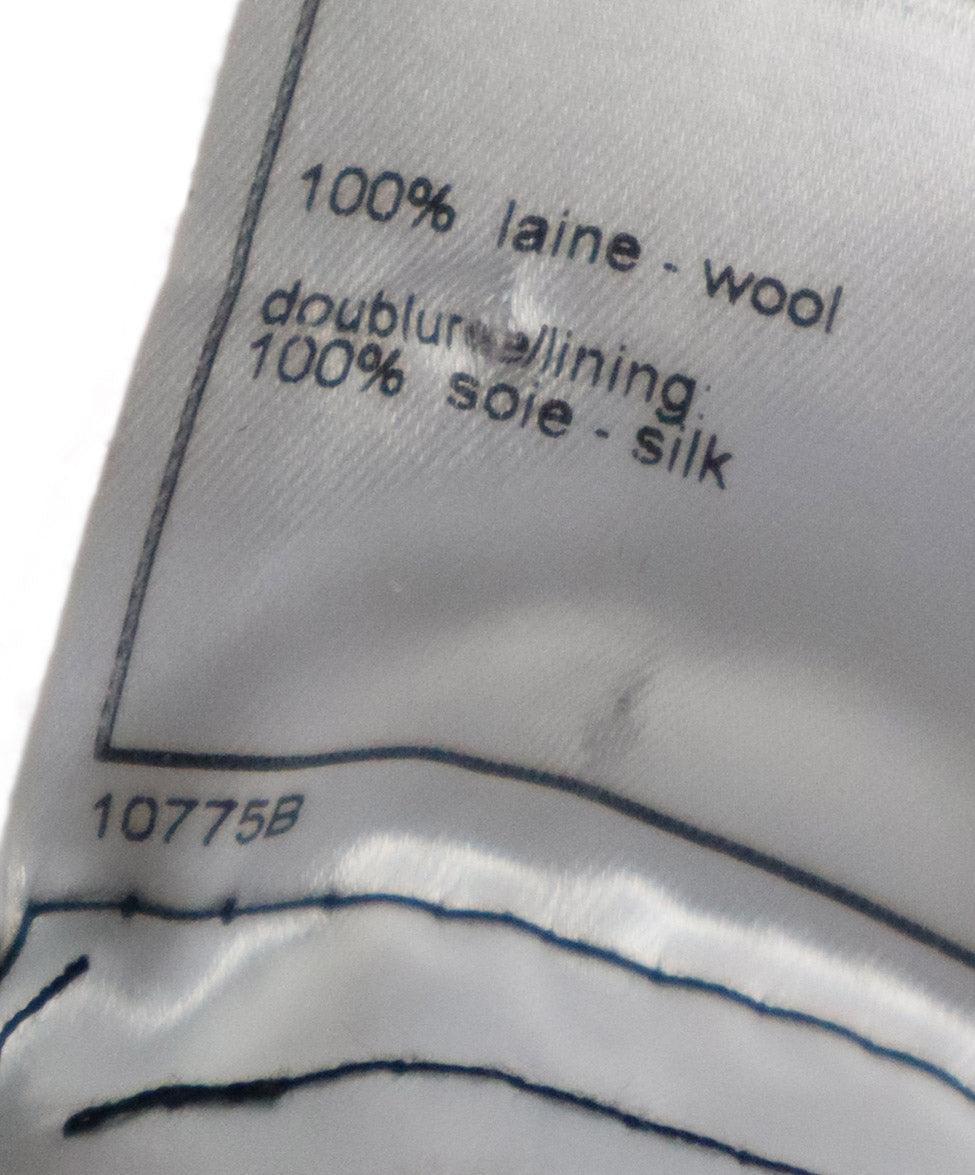 100% laine - wool
doublure/lining:
100% soie - silk
10775B